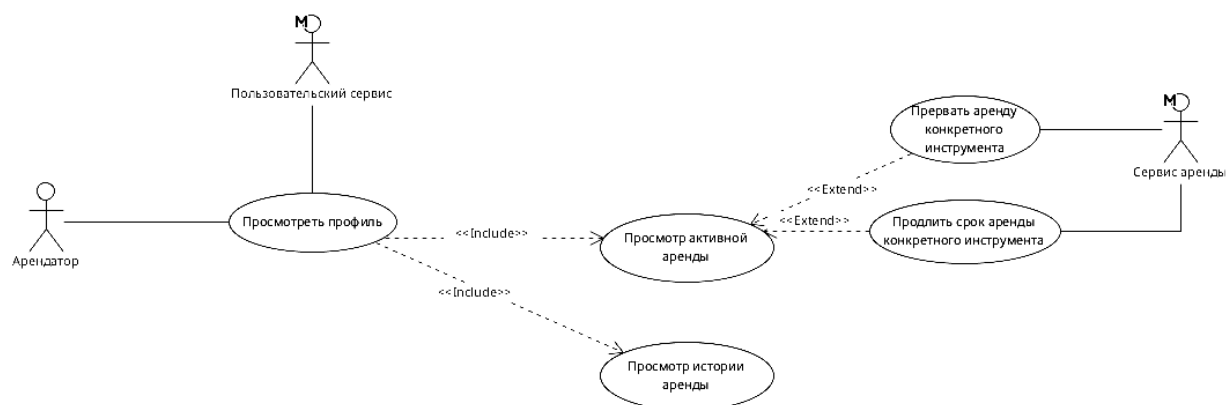 M
Пользовательский сервис
Арендатор
Просмотреть профиль
<<Include>>
<<Include>>
Просмотр активной
аренды
Просмотр истории
аренды
<<Extend>>
<<Extend>>
Прервать аренду
конкретного
инструмента
Продлить срок аренды
конкретного инструмента
M
Сервис аренды